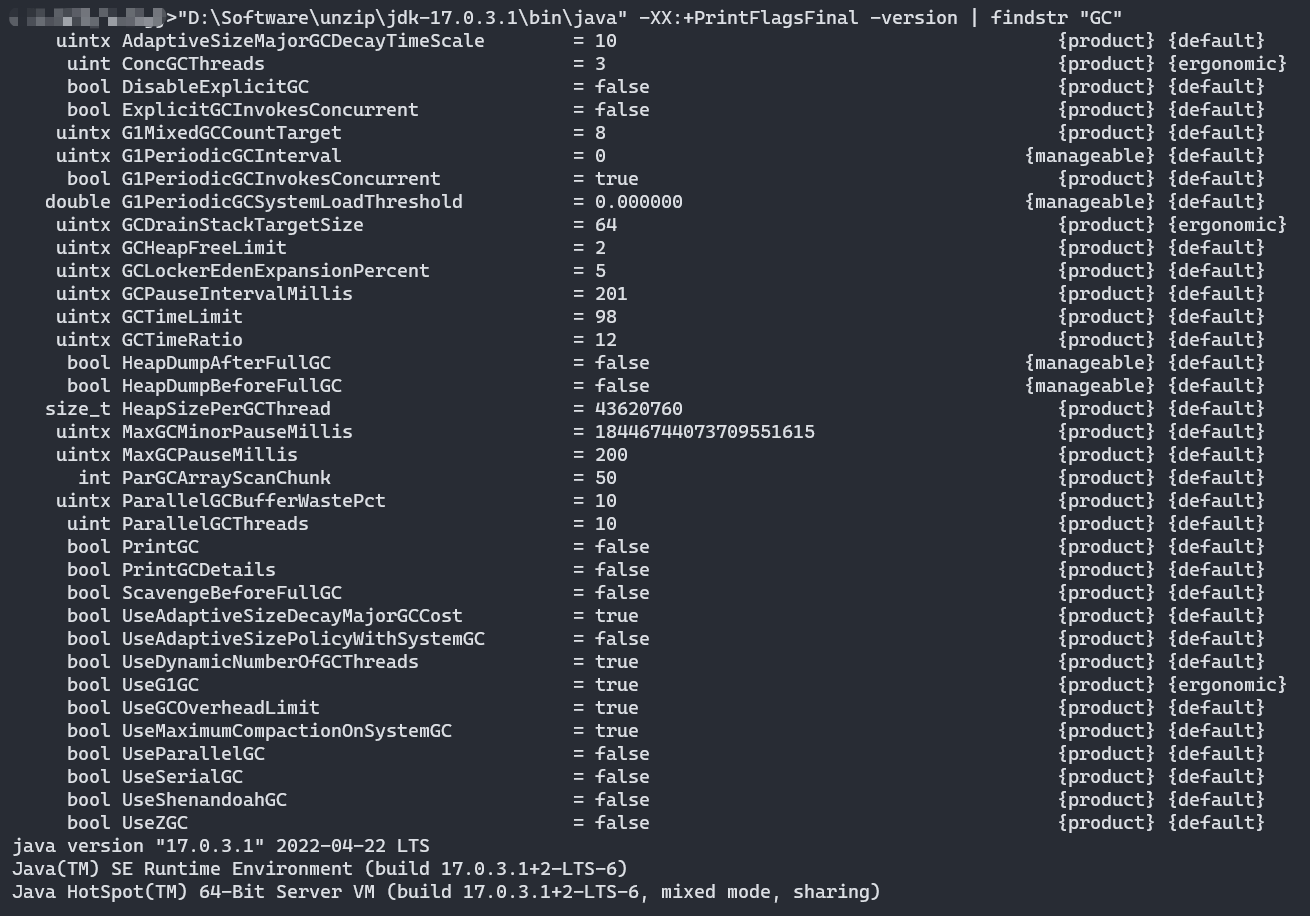 >"D:\Software\unzip\jdk-17.0.3.1\bin\java" -XX:+PrintFlagsFinal -version | findstr "GC"
uintx AdaptiveSizeMajorGCDecayTimeScale = 10 {product} {default}
uint ConcGCThreads = 3 {product} {ergonomic}
bool DisableExplicitGC = false {product} {default}
bool ExplicitGCInvokesConcurrent = false {product} {default}
uintx G1MixedGCCountTarget = 8 {product} {default}
uintx G1PeriodicGCInterval = 0 {manageable} {default}
bool G1PeriodicGCInvokesConcurrent = true {product} {default}
double G1PeriodicGCSystemLoadThreshold = 0.000000 {manageable} {default}
uintx GCDrainStackTargetSize = 64 {product} {ergonomic}
uintx GCHeapFreeLimit = 2 {product} {default}
uintx GCLockerEdenExpansionPercent = 5 {product} {default}
uintx GCPauseIntervalMillis = 201 {product} {default}
uintx GCTimeLimit = 98 {product} {default}
uintx GCTimeRatio = 12 {product} {default}
bool HeapDumpAfterFullGC = false {manageable} {default}
bool HeapDumpBeforeFullGC = false {manageable} {default}
size_t HeapSizePerGCThread = 43620760 {product} {default}
uintx MaxGCMinorPauseMillis = 18446744073709551615 {product} {default}
uintx MaxGCPauseMillis = 200 {product} {default}
int ParGCArrayScanChunk = 50 {product} {default}
uintx ParallelGCBufferWastePct = 10 {product} {default}
uint ParallelGCThreads = 10 {product} {default}
bool PrintGC = false {product} {default}
bool PrintGCDetails = false {product} {default}
bool ScavengeBeforeFullGC = false {product} {default}
bool UseAdaptiveSizeDecayMajorGCCost = true {product} {default}
bool UseAdaptiveSizePolicyWithSystemGC = false {product} {default}
bool UseDynamicNumberOfGCThreads = true {product} {default}
bool UseG1GC = true {product} {ergonomic}
bool UseGCOverheadLimit = true {product} {default}
bool UseMaximumCompactionOnSystemGC = true {product} {default}
bool UseParallelGC = false {product} {default}
bool UseSerialGC = false {product} {default}
bool UseShenandoahGC = false {product} {default}
bool UseZGC = false {product} {default}
java version "17.0.3.1" 2022-04-22 LTS
Java(TM) SE Runtime Environment (build 17.0.3.1+2-LTS-6)
Java HotSpot(TM) 64-Bit Server VM (build 17.0.3.1+2-LTS-6, mixed mode, sharing)